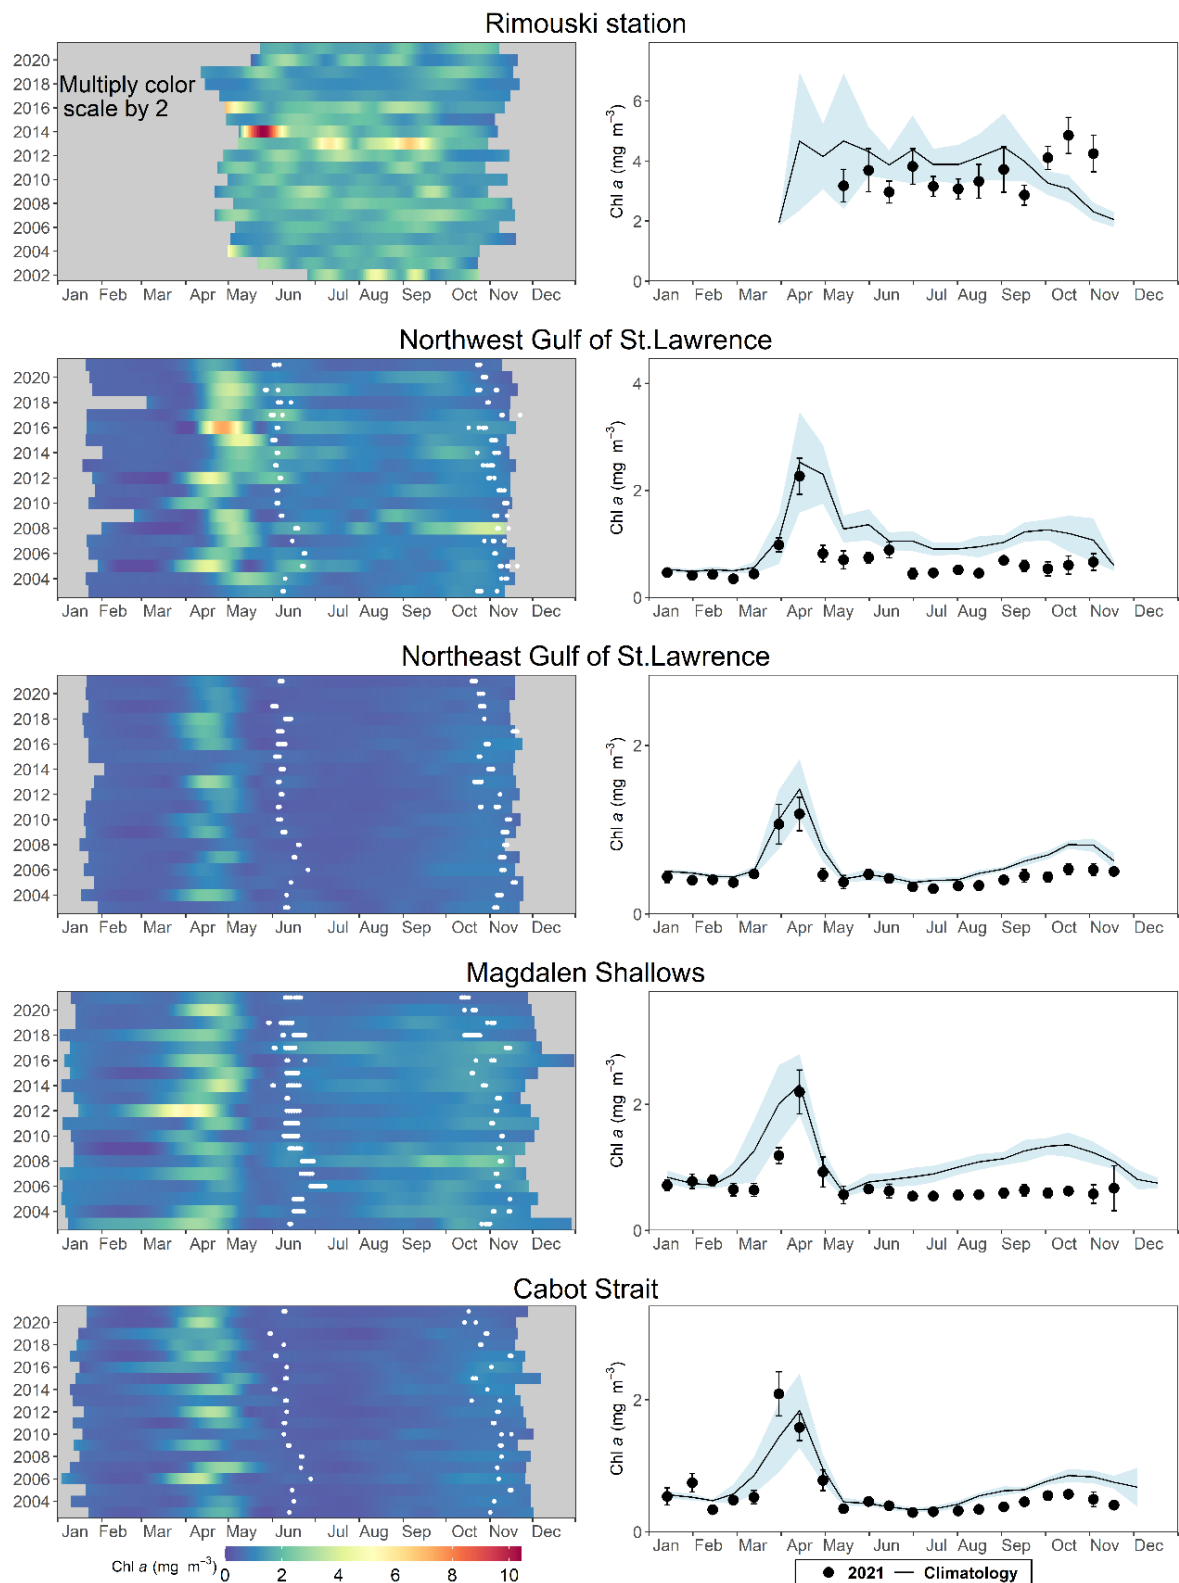 Rimouski station
2020
2018
2016
2014
2012
2010
2008
2006
2004
2002
Multiply color
scale by 2
Jan Feb Mar Apr May Jun Jul Aug Sep Oct Nov Dec
Chl a (mg m−3)
6
4
2
0
Jan Feb Mar Apr May Jun Jul Aug Sep Oct Nov Dec
Northwest Gulf of St.Lawrence
2020
2018
2016
2014
2012
2010
2008
2006
2004
Jan Feb Mar Apr May Jun Jul Aug Sep Oct Nov Dec
Chl a (mg m−3)
4
2
0
Jan Feb Mar Apr May Jun Jul Aug Sep Oct Nov Dec
Northeast Gulf of St.Lawrence
2020
2018
2016
2014
2012
2010
2008
2006
2004
Jan Feb Mar Apr May Jun Jul Aug Sep Oct Nov Dec
Chl a (mg m−3)
2
0
Jan Feb Mar Apr May Jun Jul Aug Sep Oct Nov Dec
Magdalen Shallows
2020
2018
2016
2014
2012
2010
2008
2006
2004
Jan Feb Mar Apr May Jun Jul Aug Sep Oct Nov Dec
Chl a (mg m−3)
2
0
Jan Feb Mar Apr May Jun Jul Aug Sep Oct Nov Dec
Cabot Strait
2020
2018
2016
2014
2012
2010
2008
2006
2004
Jan Feb Mar Apr May Jun Jul Aug Sep Oct Nov Dec
Chl a (mg m−3)
2
0
Jan Feb Mar Apr May Jun Jul Aug Sep Oct Nov Dec
Chl a (mg m−3) 0 2 4 6 8 10
2021 Climatology